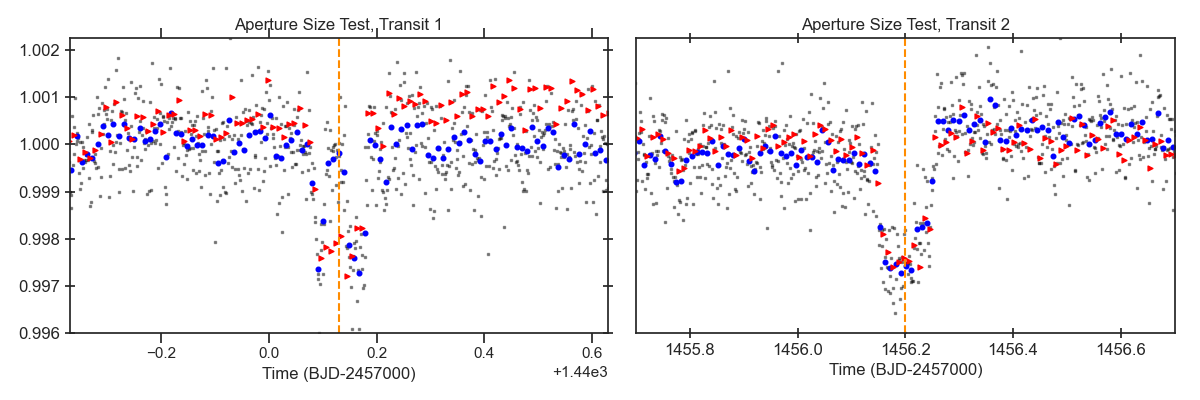 Aperture Size Test, Transit 1
1.002
1.001
1.000
0.999
0.998
0.997
0.996
−0.2 0.0 0.2 0.4 0.6
+1.44e3
Time (BJD-2457000)
Aperture Size Test, Transit 2
1455.8 1456.0 1456.2 1456.4 1456.6
Time (BJD-2457000)